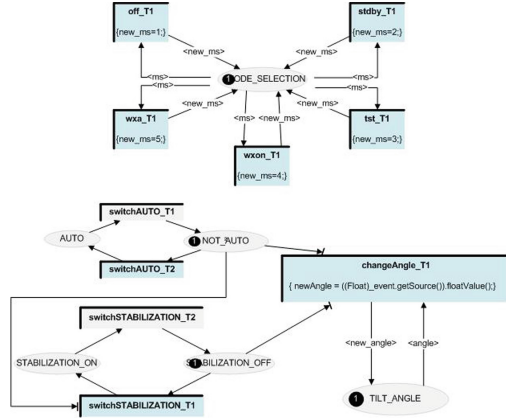 off_T1
{new_ms=1;}
stdby_T1
{new_ms=2;}
<new_ms>
<new_ms>
1 ODE_SELECTION
<ms>
<ms>
<ms>
<ms>
wxa_T1
{new_ms=5;}
<new_ms>
<ms>
<new_ms>
<new_ms>
tst_T1
{new_ms=3;}
wxon_T1
{new_ms=4;}
switchAUTO_T1
AUTO
1 NOT_AUTO
switchAUTO_T2
changeAngle_T1
{ newAngle = ((Float)_event.getSource()).floatValue();}
switchSTABILIZATION_T2
STABILIZATION_ON
1 STABILIZATION_OFF
<new_angle>
<angle>
switchSTABILIZATION_T1
1 TILT_ANGLE